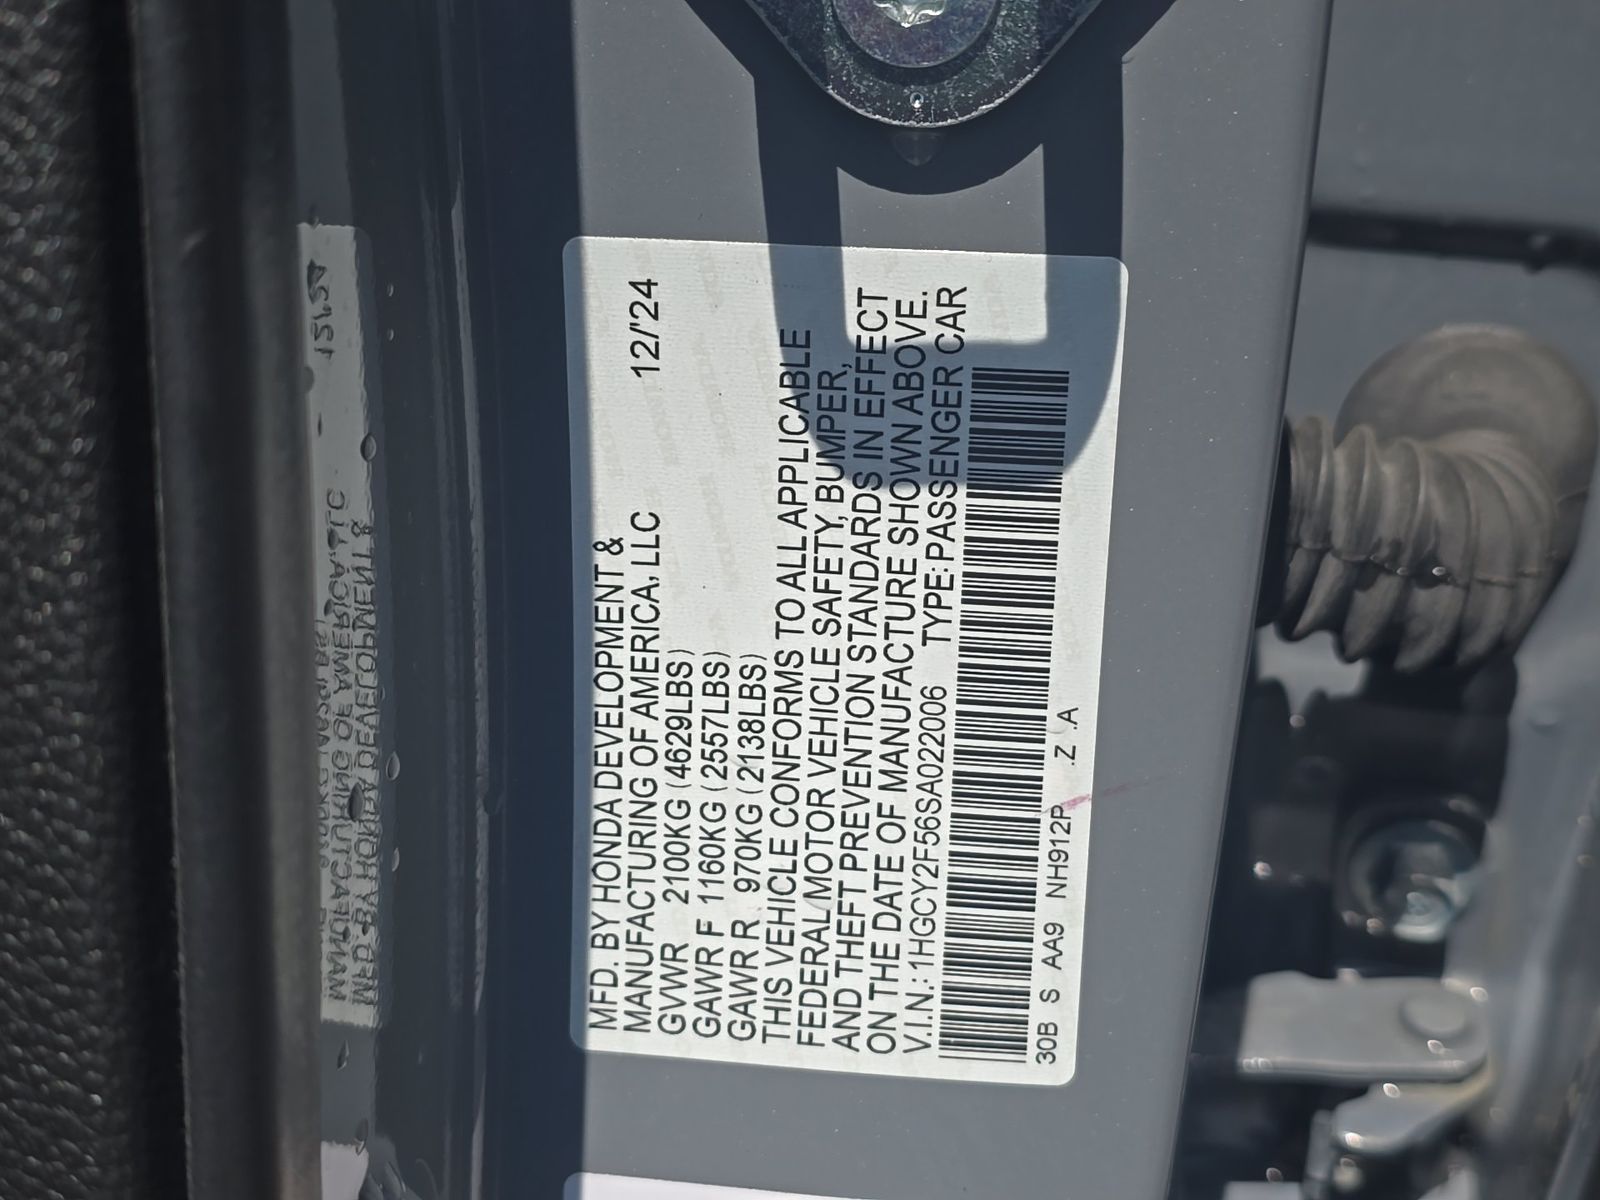 MFD. BY HONDA DEVELOPMENT &
MANUFACTURING OF AMERICA, LLC 12/'24
GVWR 2100KG (4629LBS)
GAWR F 1160KG (2557LBS)
GAWR R 970KG (2138LBS)
THIS VEHICLE CONFORMS TO ALL APPLICABLE
FEDERAL MOTOR VEHICLE SAFETY, BUMPER,
AND THEFT PREVENTION STANDARDS IN EFFECT
ON THE DATE OF MANUFACTURE SHOWN ABOVE.
V.I.N.: 1HGCY2F56SA022006 TYPE: PASSENGER CAR
30B S AA9 NH912P .Z .A